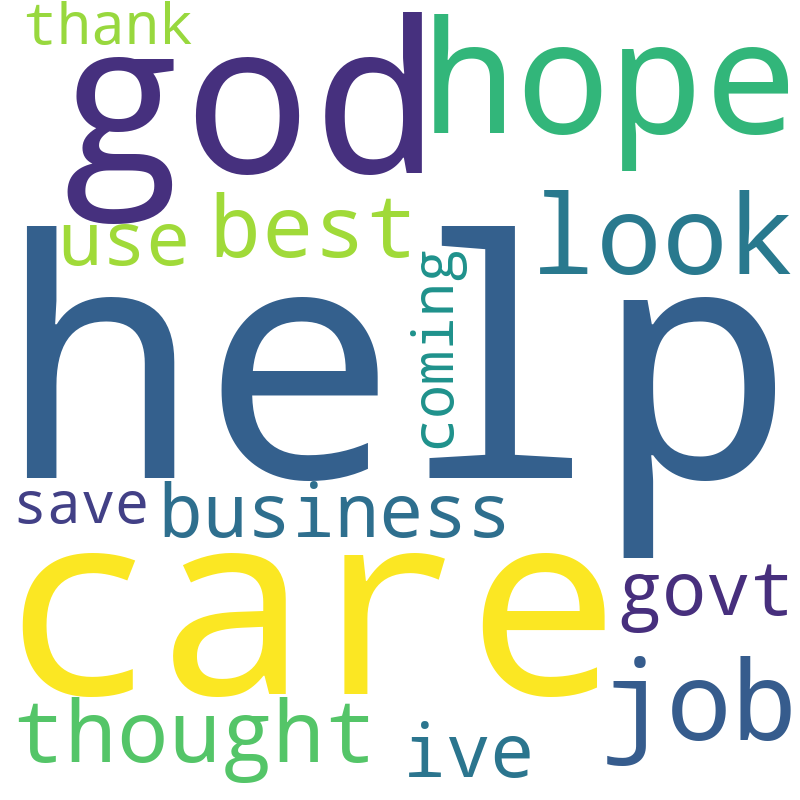 thank
god
hope
use
best
look
help
coming
save
business
care
govt
thought
ive
job